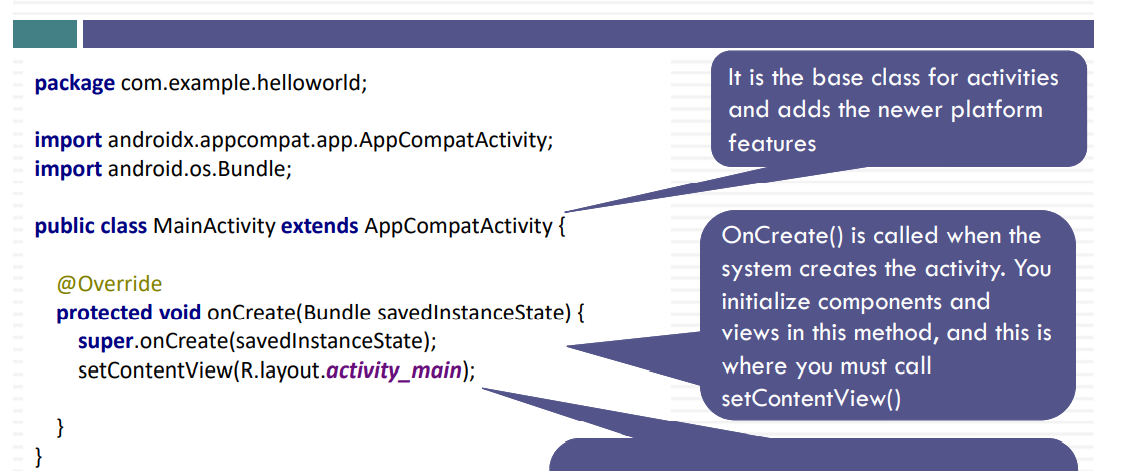 package com.example.helloworld;
import androidx.appcompat.app.AppCompatActivity;
import android.os.Bundle;
public class MainActivity extends AppCompatActivity {
@Override
protected void onCreate(Bundle savedInstanceState) {
super.onCreate(savedInstanceState);
setContentView(R.layout.activity_main);
}
}
It is the base class for activities
and adds the newer platform
features
OnCreate() is called when the
system creates the activity. You
initialize components and
views in this method, and this is
where you must call
setContentView()